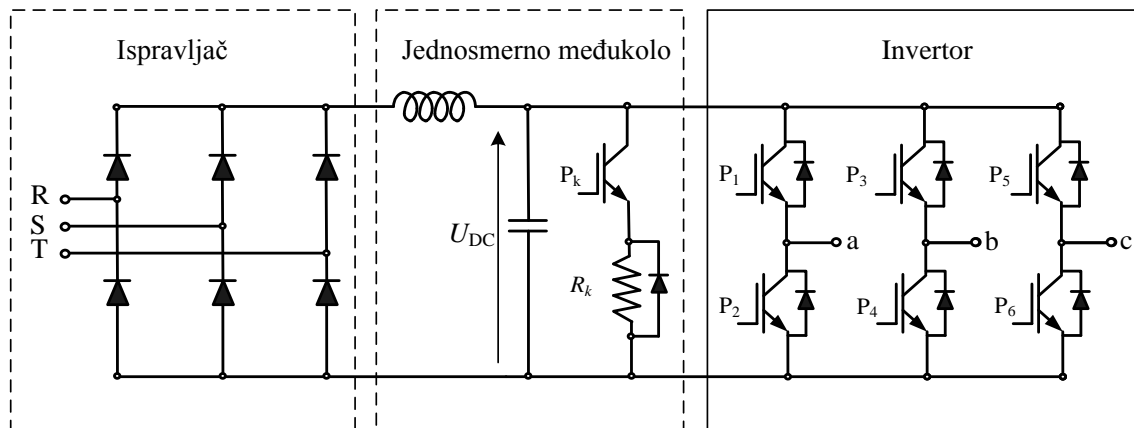 Ispravljač
Jednosmerno međukolo
Invertor
R
S
T
U_DC
P_k
R_k
P_1
P_3
P_5
a
b
c
P_2
P_4
P_6